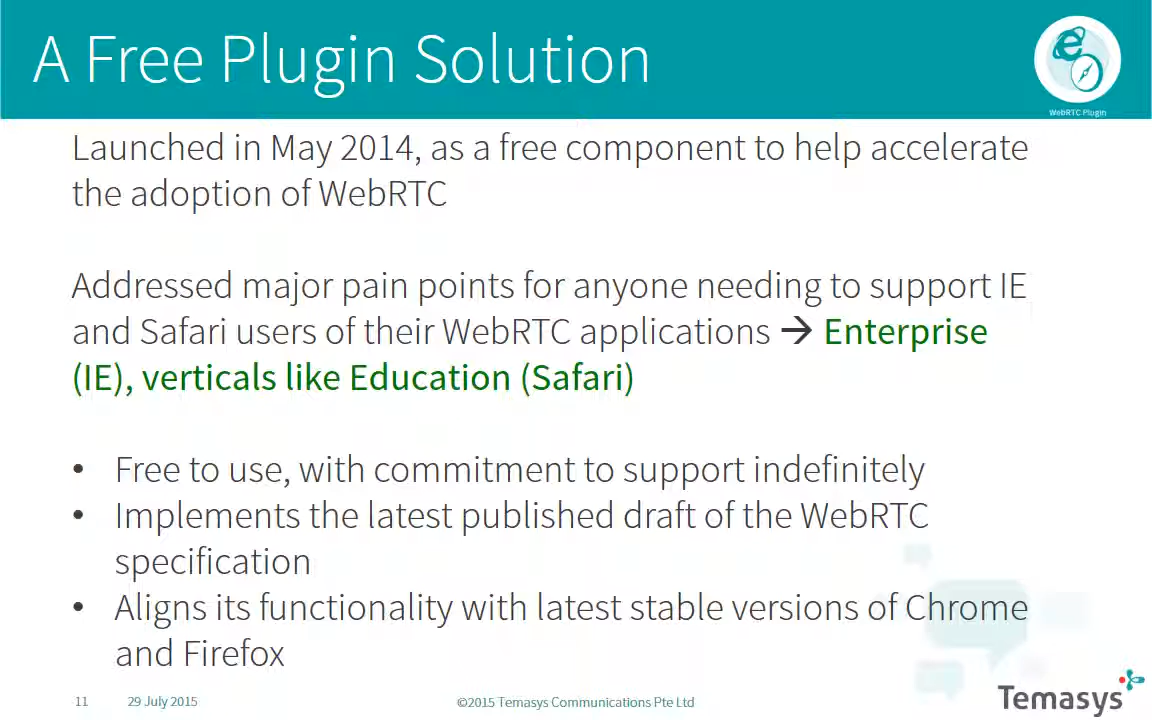 A Free Plugin Solution
WebRTC Plugin
Launched in May 2014, as a free component to help accelerate
the adoption of WebRTC
Addressed major pain points for anyone needing to support IE
and Safari users of their WebRTC applications → Enterprise
(IE), verticals like Education (Safari)
• Free to use, with commitment to support indefinitely
• Implements the latest published draft of the WebRTC
specification
• Aligns its functionality with latest stable versions of Chrome
and Firefox
11 29 July 2015 ©2015 Temasys Communications Pte Ltd
Temasys